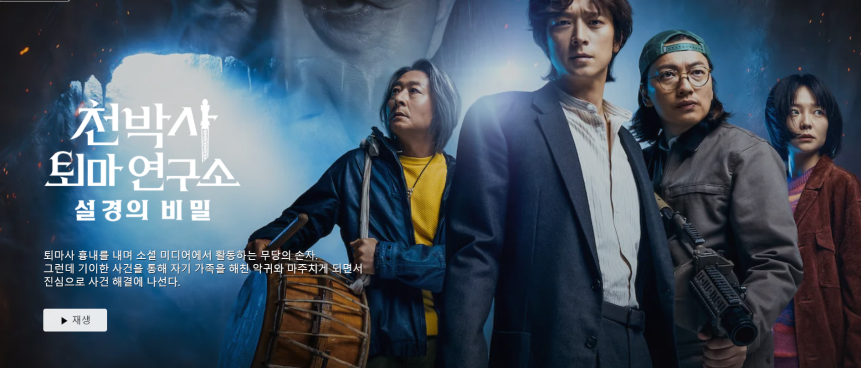 천박사
퇴마 연구소
설경의 비밀
퇴마사 흉내를 내며 소셜 미디어에서 활동하는 무당의 손자.
그런데 기이한 사건을 통해 자기 가족을 해친 악귀와 마주치게 되면서
진심으로 사건 해결에 나선다.
▶ 재생